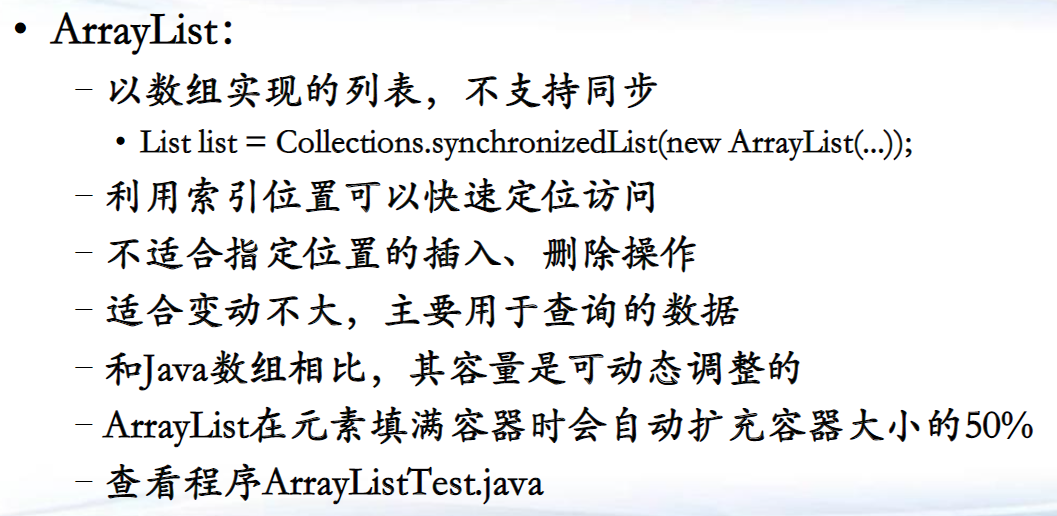 • ArrayList：
– 以数组实现的列表，不支持同步
• List list = Collections.synchronizedList(new ArrayList(...));
– 利用索引位置可以快速定位访问
– 不适合指定位置的插入、删除操作
– 适合变动不大，主要用于查询的数据
– 和Java数组相比，其容量是可动态调整的
– ArrayList在元素填满容器时会自动扩充容器大小的50%
– 查看程序ArrayListTest.java